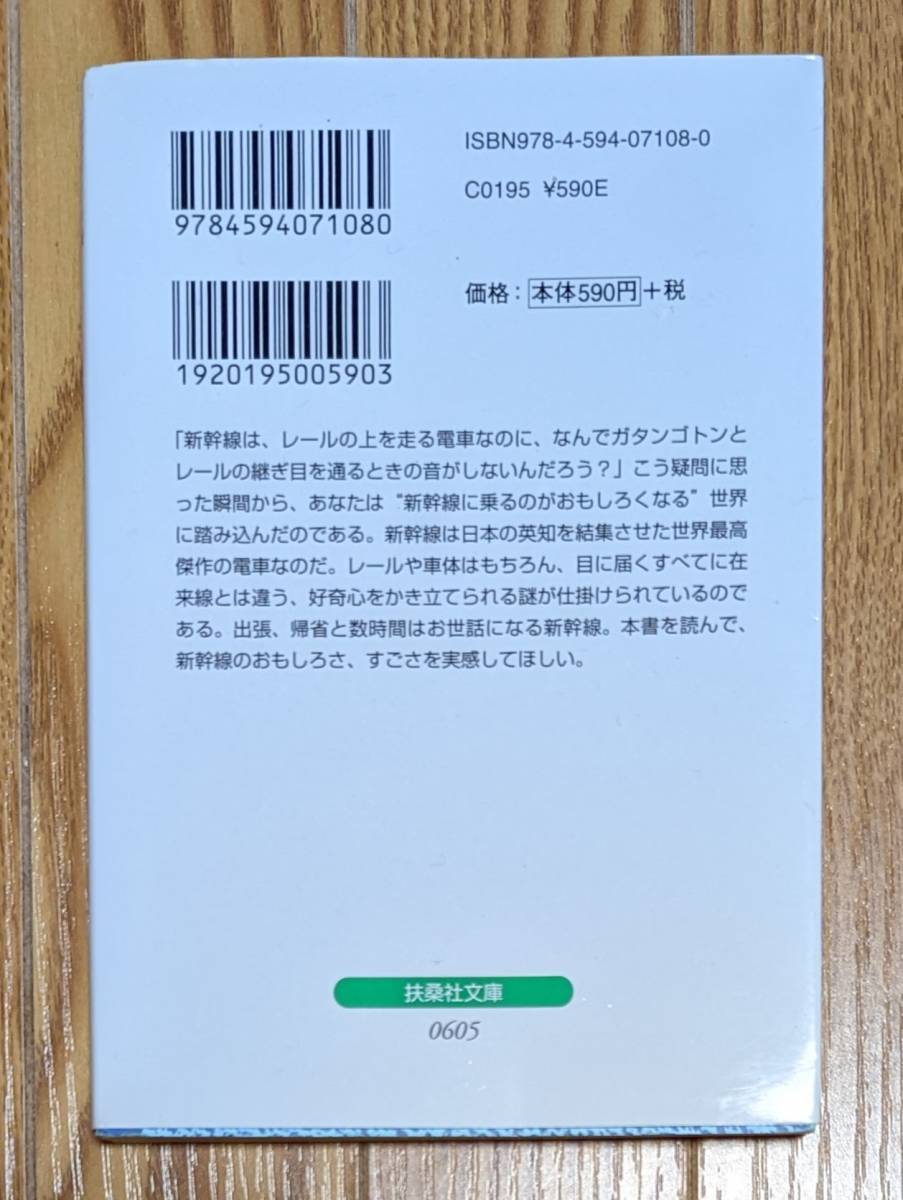 ISBN978-4-594-07108-0
C0195 ¥590E
9784594071080
価格：本体590円+税
1920195005903
「新幹線は、レールの上を走る電車なのに、なんでガタンゴトンと
レールの継ぎ目を通るときの音がしないんだろう？」こう疑問に思
った瞬間から、あなたは“新幹線に乗るのがおもしろくなる”世界
に踏み込んだのである。新幹線は日本の英知を結集させた世界最高
傑作の電車なのだ。レールや車体はもちろん、目に届くすべてに在
来線とは違う、好奇心をかき立てられる謎が仕掛けられているので
ある。出張、帰省と数時間はお世話になる新幹線。本書を読んで、
新幹線のおもしろさ、すごさを実感してほしい。
扶桑社文庫
0605